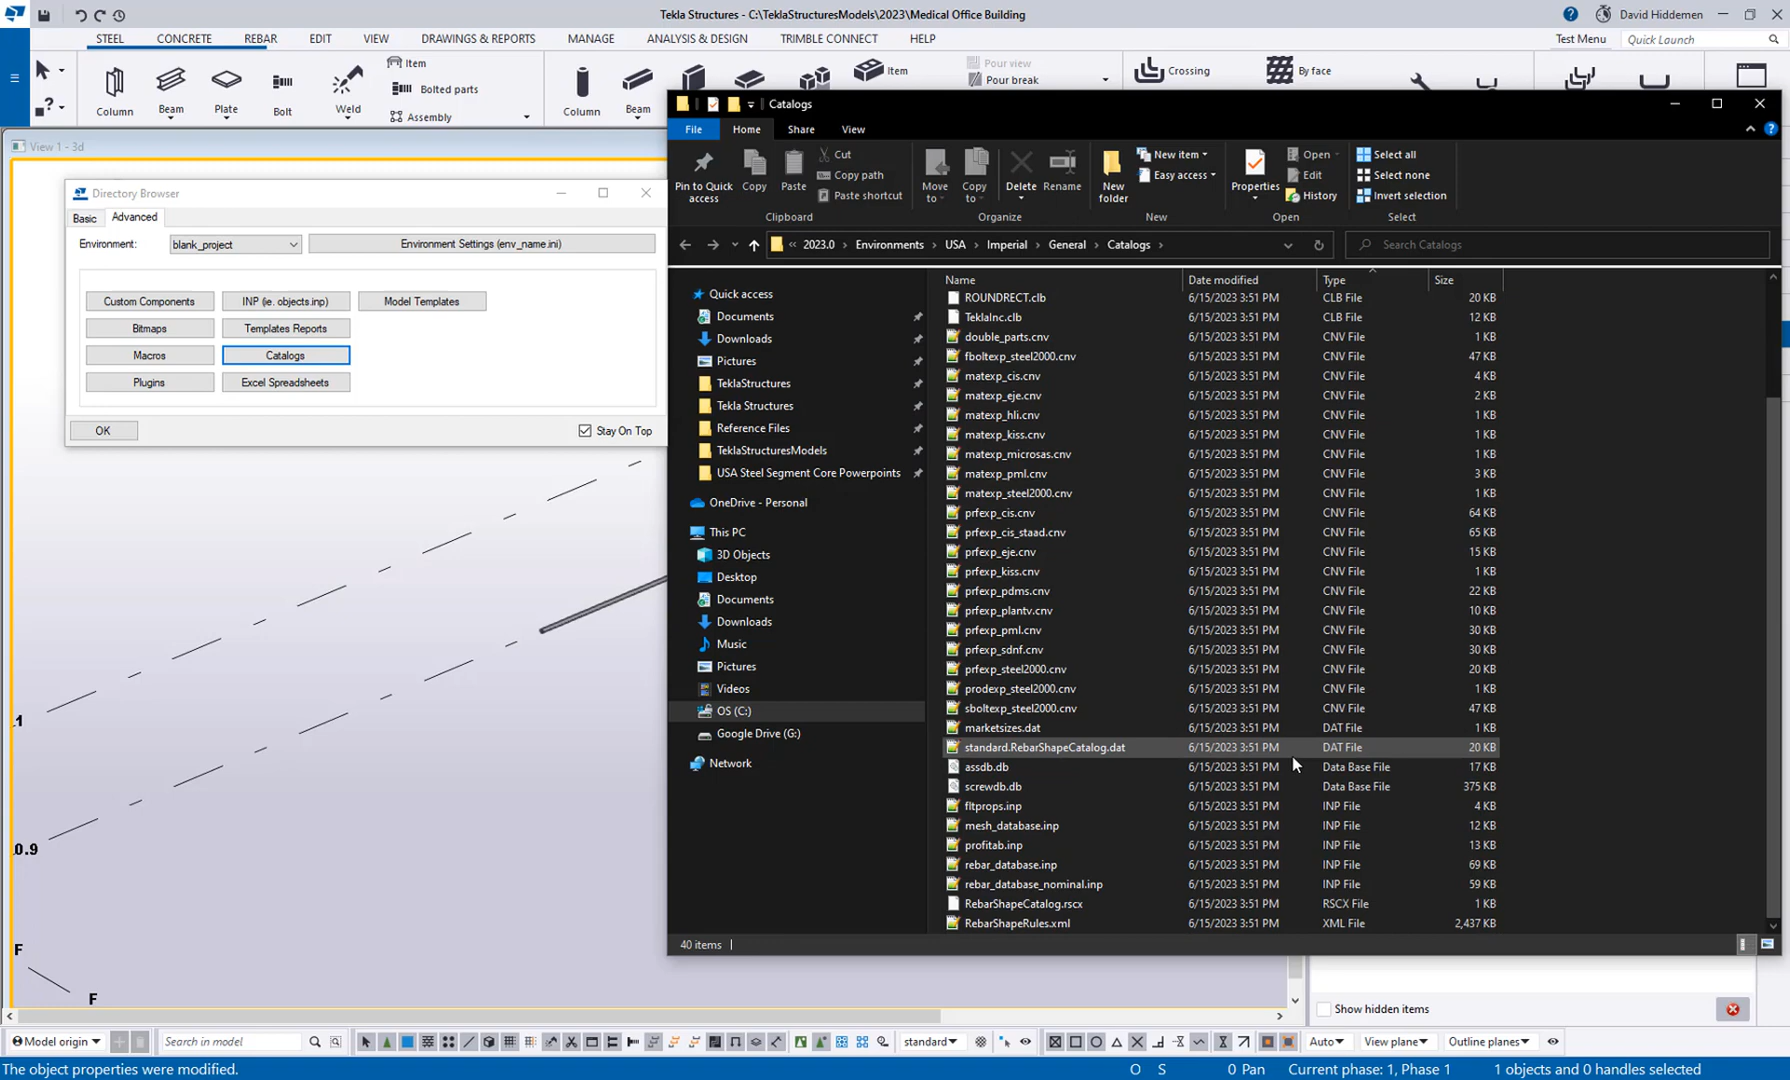 Tekla Structures - C:\TeklaStructuresModels\2023\Medical Office Building
David Hiddemen
STEEL CONCRETE REBAR EDIT VIEW DRAWINGS & REPORTS MANAGE ANALYSIS & DESIGN TRIMBLE CONNECT HELP
Test Menu
Quick Launch
Column Beam Plate Bolt Weld
Item
Bolted parts
Assembly
Column Beam
Item
Pour view
Pour break
Crossing
By face
View 1 - 3d
Directory Browser
Basic Advanced
Environment: blank_project Environment Settings (env_name.ini)
Custom Components INP (ie. objects.inp) Model Templates
Bitmaps Templates Reports
Macros Catalogs
Plugins Excel Spreadsheets
OK
Stay On Top
1
0.9
F
F
Catalogs
File Home Share View
Pin to Quick access
Copy
Paste
Cut
Copy path
Paste shortcut
Clipboard
Move to
Copy to
Delete
Rename
Organize
New folder
New item
Easy access
New
Properties
Open
Edit
History
Open
Select all
Select none
Invert selection
Select
« 2023.0 > Environments > USA > Imperial > General > Catalogs >
Search Catalogs
Quick access
Documents
Downloads
Pictures
TeklaStructures
Tekla Structures
Reference Files
TeklaStructuresModels
USA Steel Segment Core Powerpoints
OneDrive - Personal
This PC
3D Objects
Desktop
Documents
Downloads
Music
Pictures
Videos
OS (C:)
Google Drive (G:)
Network
Name Date modified Type Size
ROUNDRECT.clb 6/15/2023 3:51 PM CLB File 20 KB
TeklaInc.clb 6/15/2023 3:51 PM CLB File 12 KB
double_parts.cnv 6/15/2023 3:51 PM CNV File 1 KB
fboltexp_steel2000.cnv 6/15/2023 3:51 PM CNV File 47 KB
matexp_cis.cnv 6/15/2023 3:51 PM CNV File 4 KB
matexp_eje.cnv 6/15/2023 3:51 PM CNV File 2 KB
matexp_hli.cnv 6/15/2023 3:51 PM CNV File 1 KB
matexp_kiss.cnv 6/15/2023 3:51 PM CNV File 1 KB
matexp_microsas.cnv 6/15/2023 3:51 PM CNV File 1 KB
matexp_pml.cnv 6/15/2023 3:51 PM CNV File 3 KB
matexp_steel2000.cnv 6/15/2023 3:51 PM CNV File 1 KB
prfexp_cis.cnv 6/15/2023 3:51 PM CNV File 64 KB
prfexp_cis_staad.cnv 6/15/2023 3:51 PM CNV File 65 KB
prfexp_eje.cnv 6/15/2023 3:51 PM CNV File 15 KB
prfexp_kiss.cnv 6/15/2023 3:51 PM CNV File 1 KB
prfexp_pdms.cnv 6/15/2023 3:51 PM CNV File 22 KB
prfexp_plantv.cnv 6/15/2023 3:51 PM CNV File 10 KB
prfexp_pml.cnv 6/15/2023 3:51 PM CNV File 30 KB
prfexp_sdnf.cnv 6/15/2023 3:51 PM CNV File 30 KB
prfexp_steel2000.cnv 6/15/2023 3:51 PM CNV File 20 KB
prodexp_steel2000.cnv 6/15/2023 3:51 PM CNV File 1 KB
sboltexp_steel2000.cnv 6/15/2023 3:51 PM CNV File 47 KB
marketsizes.dat 6/15/2023 3:51 PM DAT File 1 KB
standard.RebarShapeCatalog.dat 6/15/2023 3:51 PM DAT File 20 KB
assdb.db 6/15/2023 3:51 PM Data Base File 17 KB
screwdb.db 6/15/2023 3:51 PM Data Base File 375 KB
fltprops.inp 6/15/2023 3:51 PM INP File 4 KB
mesh_database.inp 6/15/2023 3:51 PM INP File 12 KB
profitab.inp 6/15/2023 3:51 PM INP File 13 KB
rebar_database.inp 6/15/2023 3:51 PM INP File 69 KB
rebar_database_nominal.inp 6/15/2023 3:51 PM INP File 59 KB
RebarShapeCatalog.rscx 6/15/2023 3:51 PM RSCX File 1 KB
RebarShapeRules.xml 6/15/2023 3:51 PM XML File 2,437 KB
40 items
Show hidden items
Model origin
Search in model
standard
Auto
View plane
Outline planes
The object properties were modified.
O S 0 Pan Current phase: 1, Phase 1 1 objects and 0 handles selected